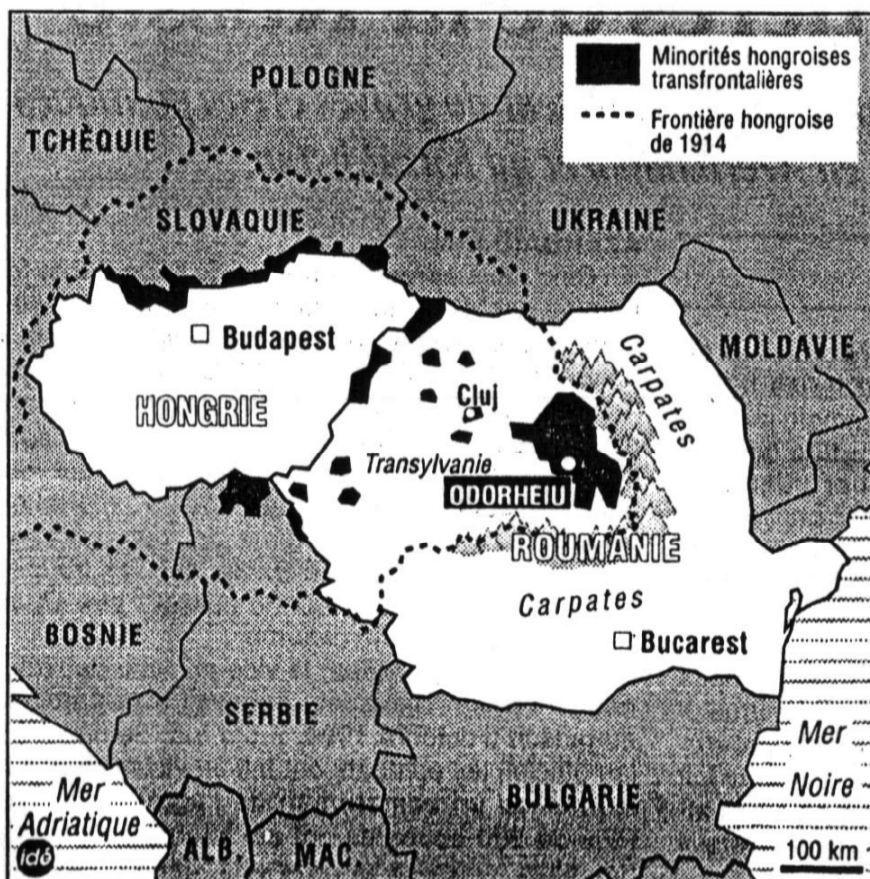 Minorités hongroises
transfrontalières
Frontière hongroise
de 1914
POLOGNE
TCHÈQUIE
SLOVAQUIE
UKRAINE
MOLDAVIE
Budapest
HONGRIE
Carpates
Cluj
Transylvanie
ODORHEIU
ROUMANIE
Carpates
Bucarest
BOSNIE
SERBIE
BULGARIE
Mer
Noire
Mer
Adriatique
ALB.
MAC.
idé
100 km